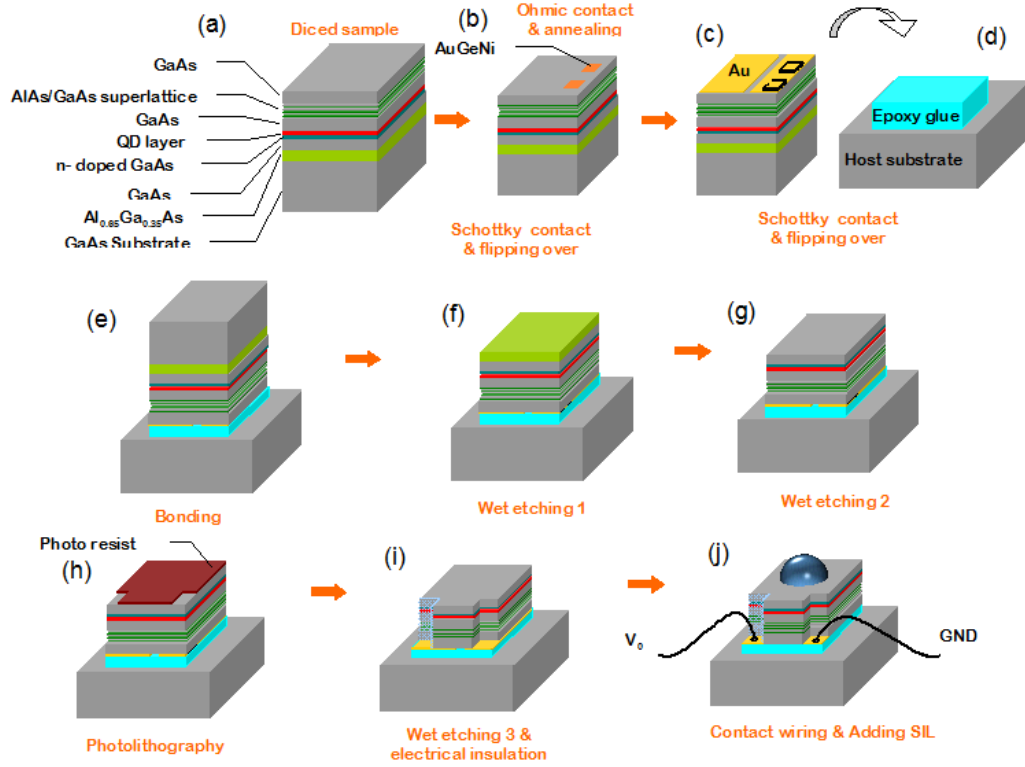 (a)
Diced sample
GaAs
AlAs/GaAs superlattice
GaAs
QD layer
n- doped GaAs
GaAs
Al0.65Ga0.35As
GaAs Substrate
(b)
Ohmic contact
& annealing
AuGeNi
Schottky contact
& flipping over
(c)
Au
Schottky contact
& flipping over
(d)
Epoxy glue
Host substrate
(e)
Bonding
(f)
Wet etching 1
(g)
Wet etching 2
(h)
Photo resist
Photolithography
(i)
Wet etching 3 &
electrical insulation
(j)
V0
GND
Contact wiring & Adding SIL